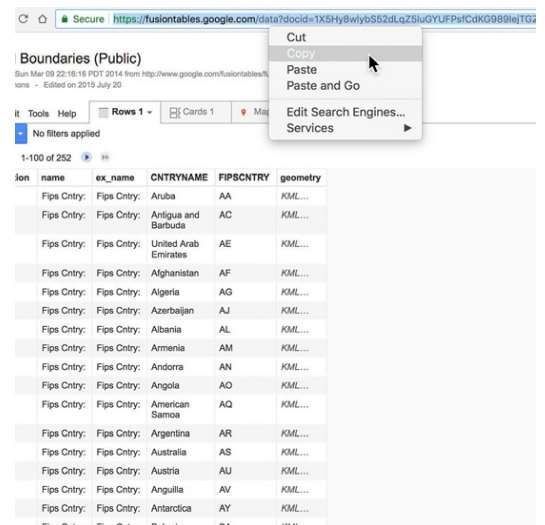 Secure https://fusiontables.google.com/data?docid=1X5Hy8wlybS52dLqZ5luGYUFPsfCdKG989lejTG2
Cut
Copy
Paste
Paste and Go
Edit Search Engines...
Services
Boundaries (Public)
Sun Mar 09 22:16:16 PDT 2014 from http://www.google.com/fusiontables/
Edited on 2015 July 20
Tools Help Rows 1 Cards 1 Map
No filters applied
1-100 of 252
name ex_name CNTRYNAME FIPSCNTRY geometry
Fips Cntry: Fips Cntry: Aruba AA KML...
Fips Cntry: Fips Cntry: Antigua and AC KML...
Barbuda
Fips Cntry: Fips Cntry: United Arab AE KML...
Emirates
Fips Cntry: Fips Cntry: Afghanistan AF KML...
Fips Cntry: Fips Cntry: Algeria AG KML...
Fips Cntry: Fips Cntry: Azerbaijan AJ KML...
Fips Cntry: Fips Cntry: Albania AL KML...
Fips Cntry: Fips Cntry: Armenia AM KML...
Fips Cntry: Fips Cntry: Andorra AN KML...
Fips Cntry: Fips Cntry: Angola AO KML...
Fips Cntry: Fips Cntry: American AQ KML...
Samoa
Fips Cntry: Fips Cntry: Argentina AR KML...
Fips Cntry: Fips Cntry: Australia AS KML...
Fips Cntry: Fips Cntry: Austria AU KML...
Fips Cntry: Fips Cntry: Anguilla AV KML...
Fips Cntry: Fips Cntry: Antarctica AY KML...